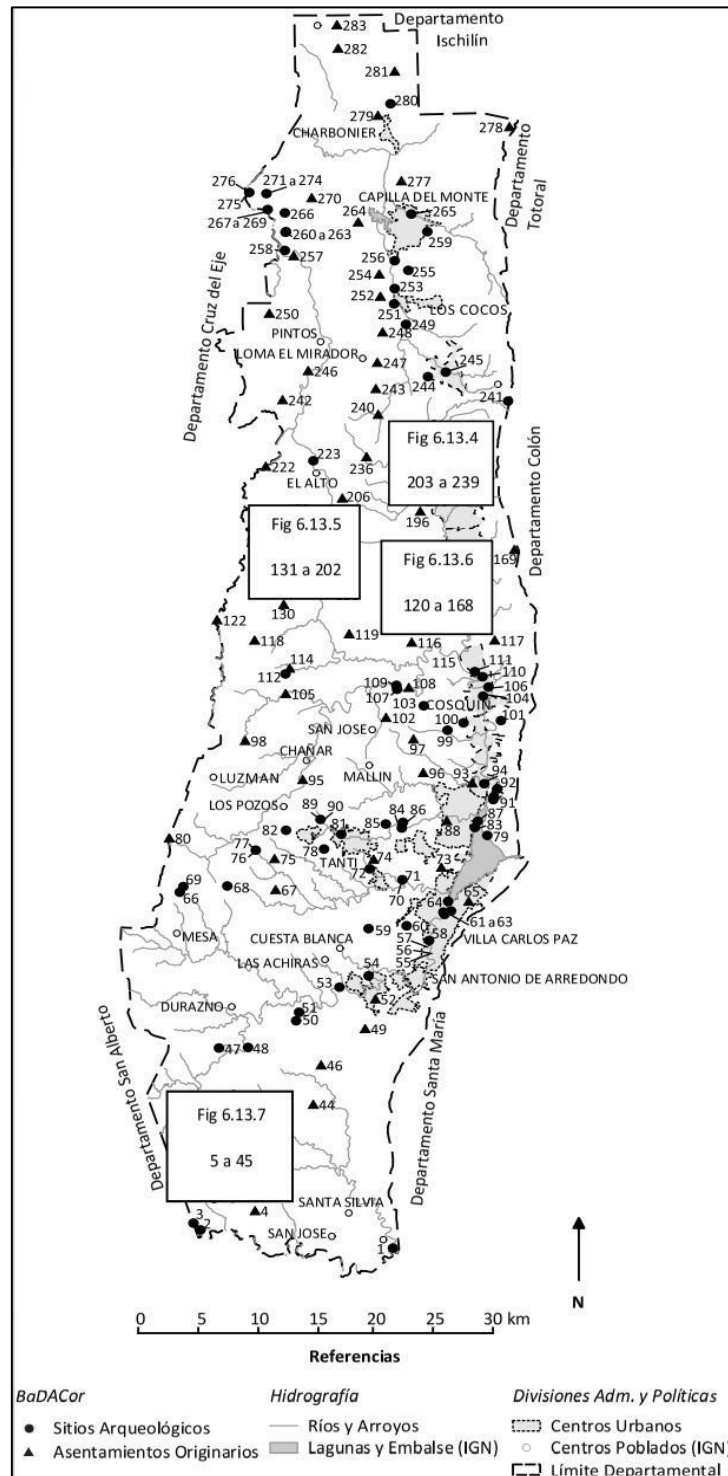 Departamento
Ischilín
283
282
281
280
279
CHARBONIER
278
Departamento
Totoral
277
276
271 a 274
270
CAPILLA DEL MONTE
275
264
265
267 a 269
266
260 a 263
259
258
257
256
255
254
253
252
251
LOS COCOS
250
249
248
Departamento Cruz del Eje
PINTOS
LOMA EL MIRADOR
247
245
246
244
243
242
241
240
Departamento Colón
Fig 6.13.4
203 a 239
223
236
222
EL ALTO
206
196
Fig 6.13.5
131 a 202
Fig 6.13.6
120 a 168
169
130
122
119
118
116
117
115
111
114
112
110
109
108
106
107
105
104
103
COSQUIN
102
101
100
SAN JOSE
99
98
97
CHAÑAR
MALLIN
96
94
93
92
LUZMAN
95
91
LOS POZOS
89
90
84
86
87
88
85
83
82
81
80
79
78
77
TANTI
76
75
74
73
72
71
70
69
68
67
66
65
64
61 a 63
MESA
60
59
58
57
VILLA CARLOS PAZ
CUESTA BLANCA
56
LAS ACHIRAS
55
54
SAN ANTONIO DE ARREDONDO
53
52
DURAZNO
51
50
49
47
48
46
44
Departamento San Alberto
Departamento Santa María
Fig 6.13.7
5 a 45
3
2
4
SANTA SILVIA
SAN JOSE
1
N
0 5 10 15 20 25 30 km
Referencias
BaDACor
Sitios Arqueológicos
Asentamientos Originarios
Hidrografía
Ríos y Arroyos
Lagunas y Embalse (IGN)
Divisiones Adm. y Políticas
Centros Urbanos
Centros Poblados (IGN)
Límite Departamental